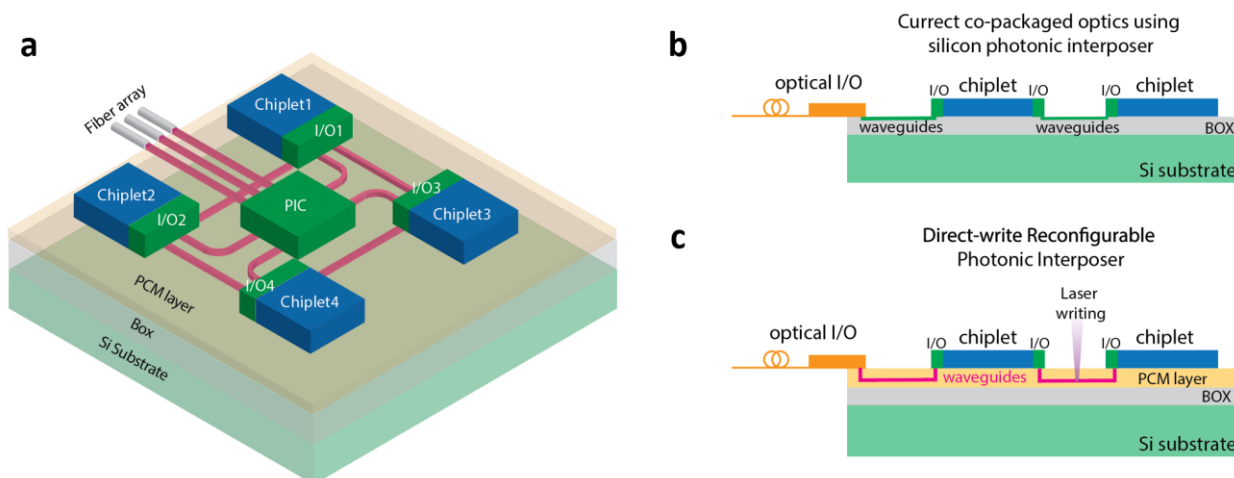 a
Fiber array
Chiplet1
I/O1
Chiplet2
I/O2
PIC
I/O3
Chiplet3
I/O4
Chiplet4
PCM layer
Box
Si Substrate
b
Currect co-packaged optics using
silicon photonic interposer
optical I/O
I/O
chiplet
I/O
I/O
chiplet
waveguides
waveguides
BOX
Si substrate
c
Direct-write Reconfigurable
Photonic Interposer
Laser
writing
optical I/O
I/O
chiplet
I/O
I/O
chiplet
waveguides
PCM layer
BOX
Si substrate